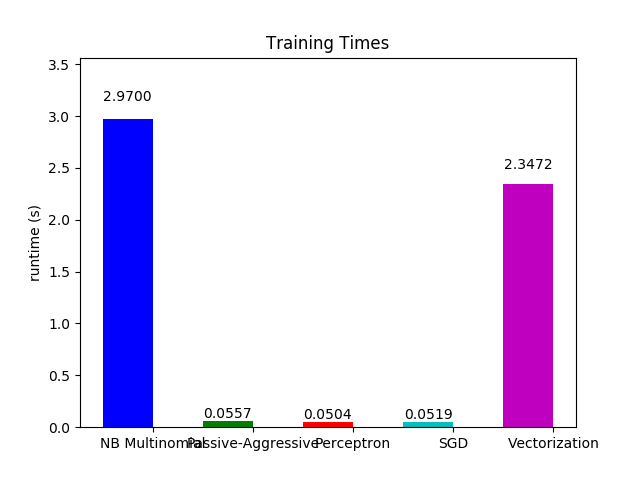 Training Times
runtime (s)
3.5
3.0
2.5
2.0
1.5
1.0
0.5
0.0
2.9700
0.0557
0.0504
0.0519
2.3472
NB Multinomial
Passive-Aggressive
Perceptron
SGD
Vectorization